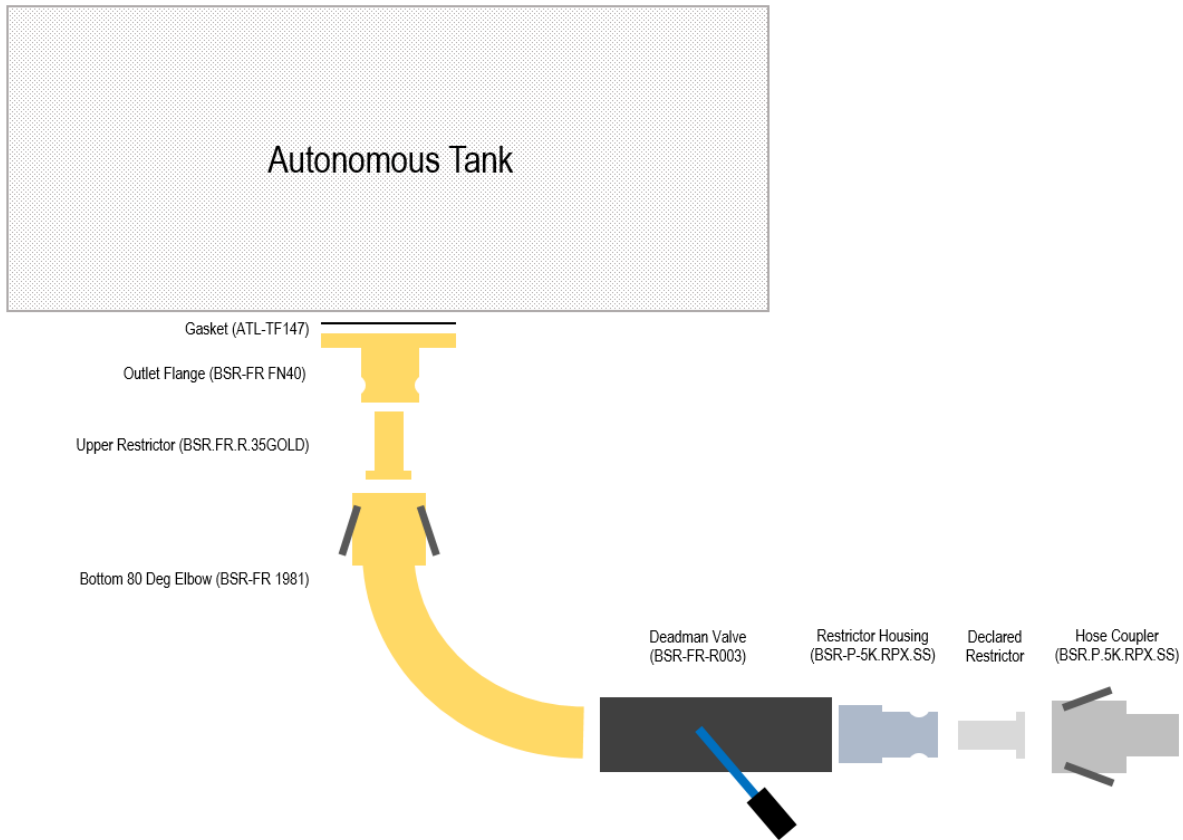 Autonomous Tank
Gasket (ATL-TF147)
Outlet Flange (BSR-FR FN40)
Upper Restrictor (BSR.FR.R.35GOLD)
Bottom 80 Deg Elbow (BSR-FR 1981)
Deadman Valve
(BSR-FR-R003)
Restrictor Housing
(BSR-P-5K.RPX.SS)
Declared
Restrictor
Hose Coupler
(BSR.P.5K.RPX.SS)